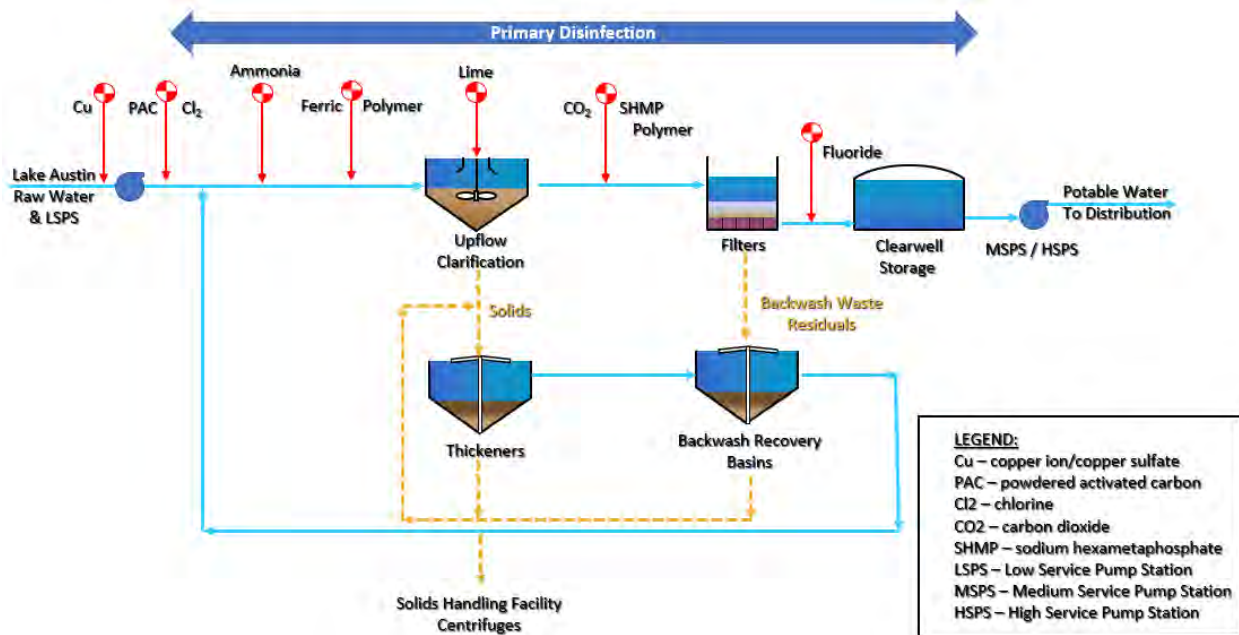 Primary Disinfection
Ammonia
Lime
Cu
PAC
Cl₂
Ferric
Polymer
CO₂
SHMP
Polymer
Fluoride
Lake Austin
Raw Water
& LSPS
Upflow
Clarification
Filters
Clearwell
Storage
MSPS / HSPS
Potable Water
To Distribution
Solids
Backwash Waste
Residuals
Thickeners
Backwash Recovery
Basins
Solids Handling Facility
Centrifuges
LEGEND:
Cu – copper ion/copper sulfate
PAC – powdered activated carbon
Cl2 – chlorine
CO2 – carbon dioxide
SHMP – sodium hexametaphosphate
LSPS – Low Service Pump Station
MSPS – Medium Service Pump Station
HSPS – High Service Pump Station